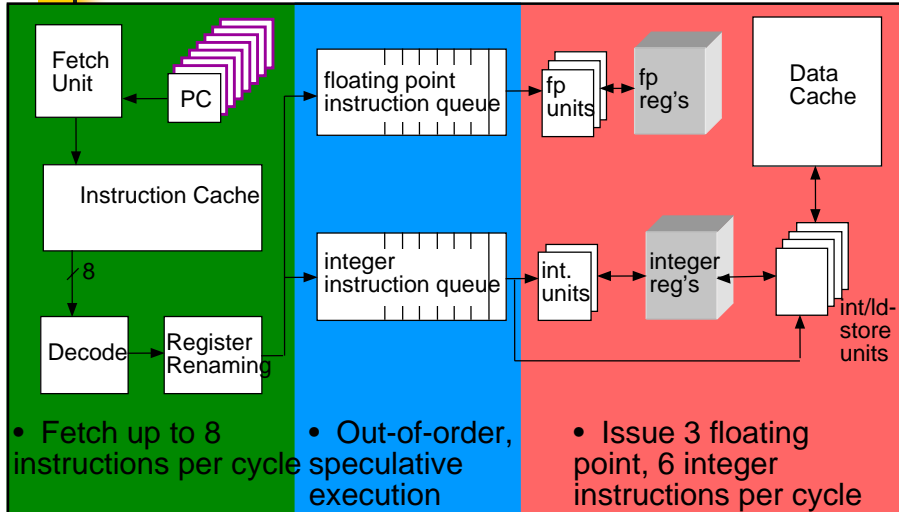 Fetch
Unit
PC
Instruction Cache
8
Decode
Register
Renaming
floating point
instruction queue
integer
instruction queue
fp
units
fp
reg's
Data
Cache
int.
units
integer
reg's
int/ld-
store
units
• Fetch up to 8
instructions per cycle
• Out-of-order,
speculative
execution
• Issue 3 floating
point, 6 integer
instructions per cycle